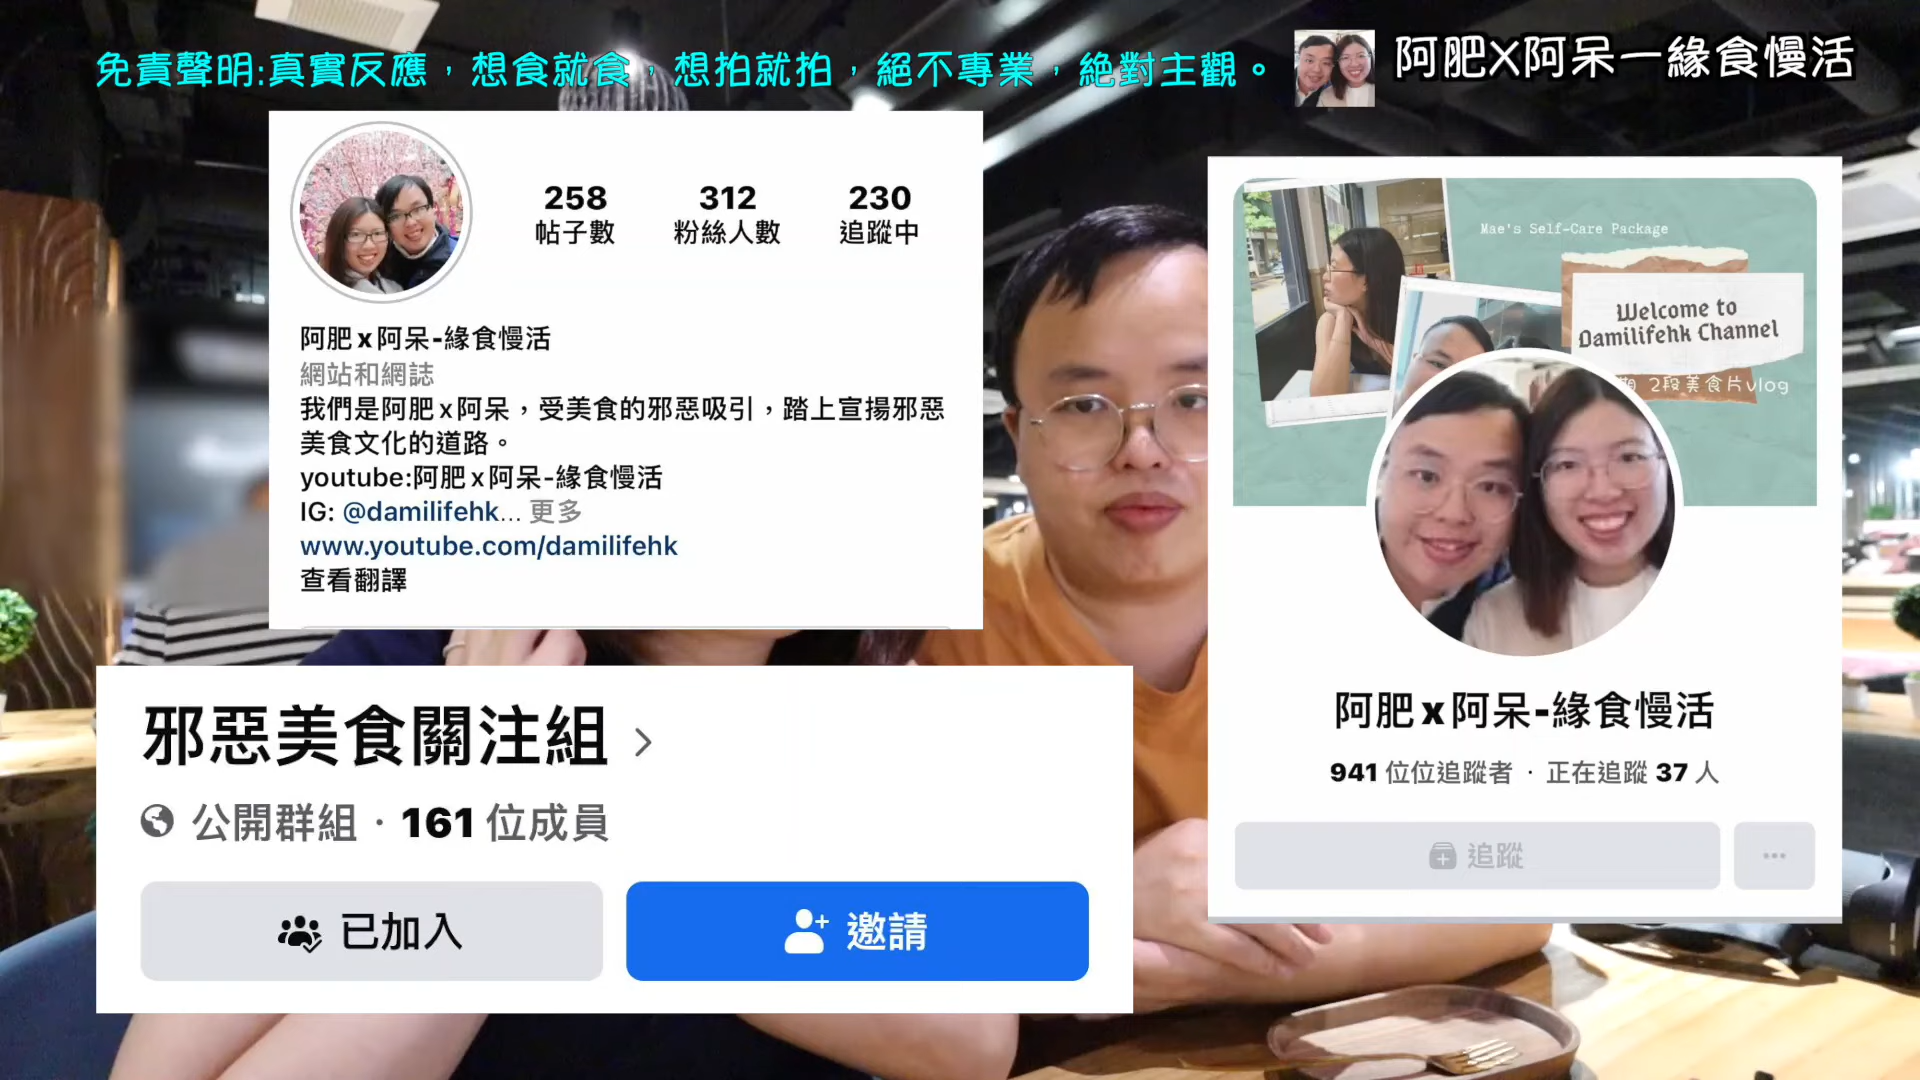 免責聲明:真實反應，想食就食，想拍就拍，絕不專業，絶對主觀。
阿肥X阿呆一緣食慢活
258 312 230
帖子數 粉絲人數 追蹤中
阿肥x阿呆-緣食慢活
網站和網誌
我們是阿肥x阿呆，受美食的邪惡吸引，踏上宣揚邪惡
美食文化的道路。
youtube:阿肥x阿呆-緣食慢活
IG: @damilifehk... 更多
www.youtube.com/damilifehk
查看翻譯
Mae's Self-Care Package
Welcome to
Damilifehk Channel
2段美食片vlog
阿肥x阿呆-緣食慢活
941 位位追蹤者 · 正在追蹤 37 人
追蹤
邪惡美食關注組
公開群組 · 161 位成員
已加入
邀請